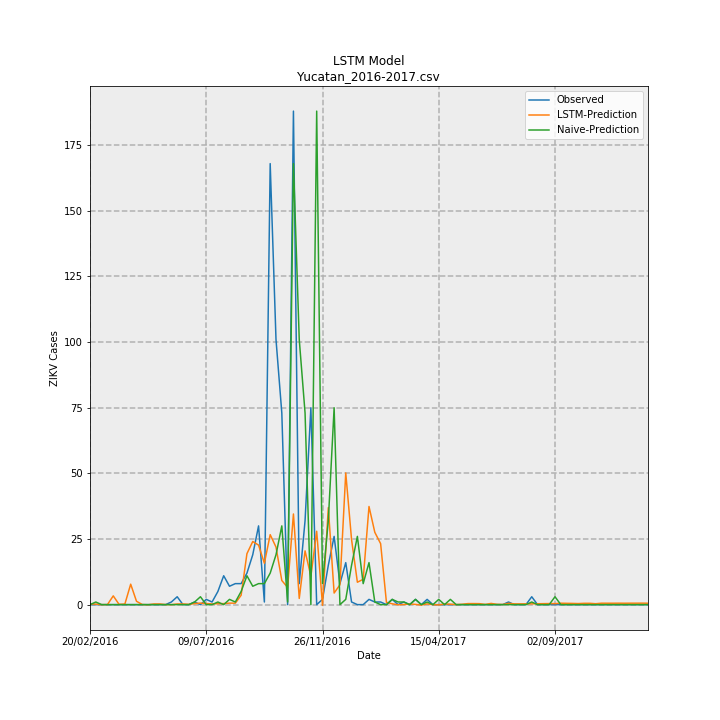 LSTM Model
Yucatan_2016-2017.csv
Observed
LSTM-Prediction
Naive-Prediction
ZIKV Cases
175
150
125
100
75
50
25
0
20/02/2016
09/07/2016
26/11/2016
15/04/2017
02/09/2017
Date